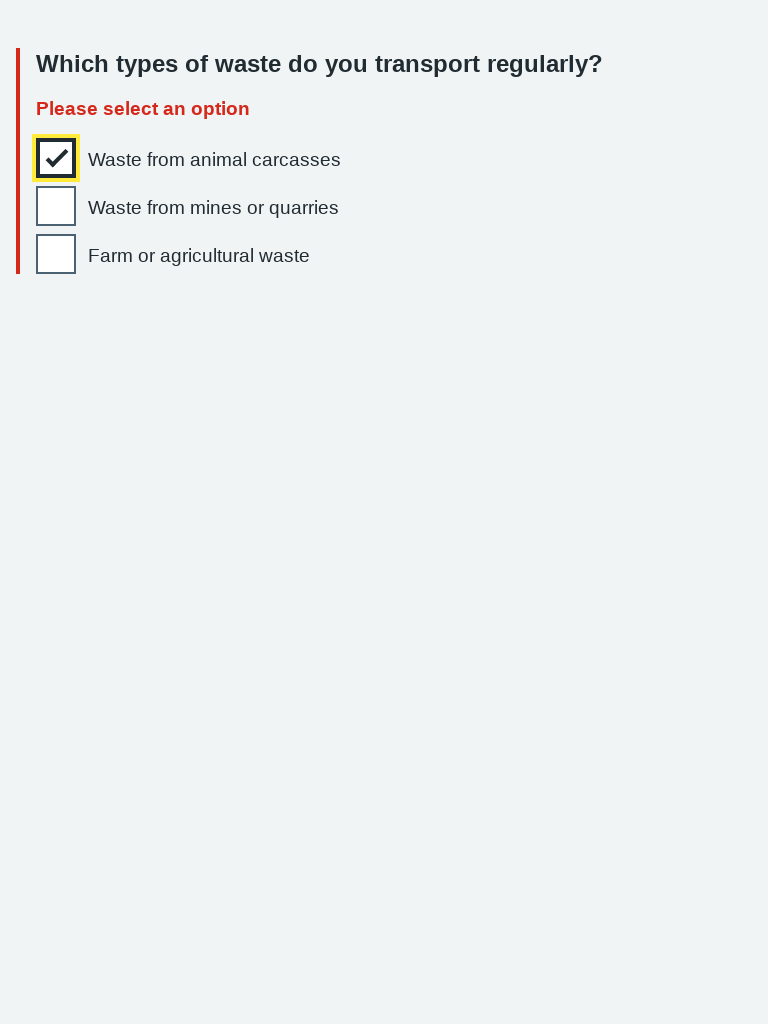 Which types of waste do you transport regularly?
Please select an option
Waste from animal carcasses
Waste from mines or quarries
Farm or agricultural waste